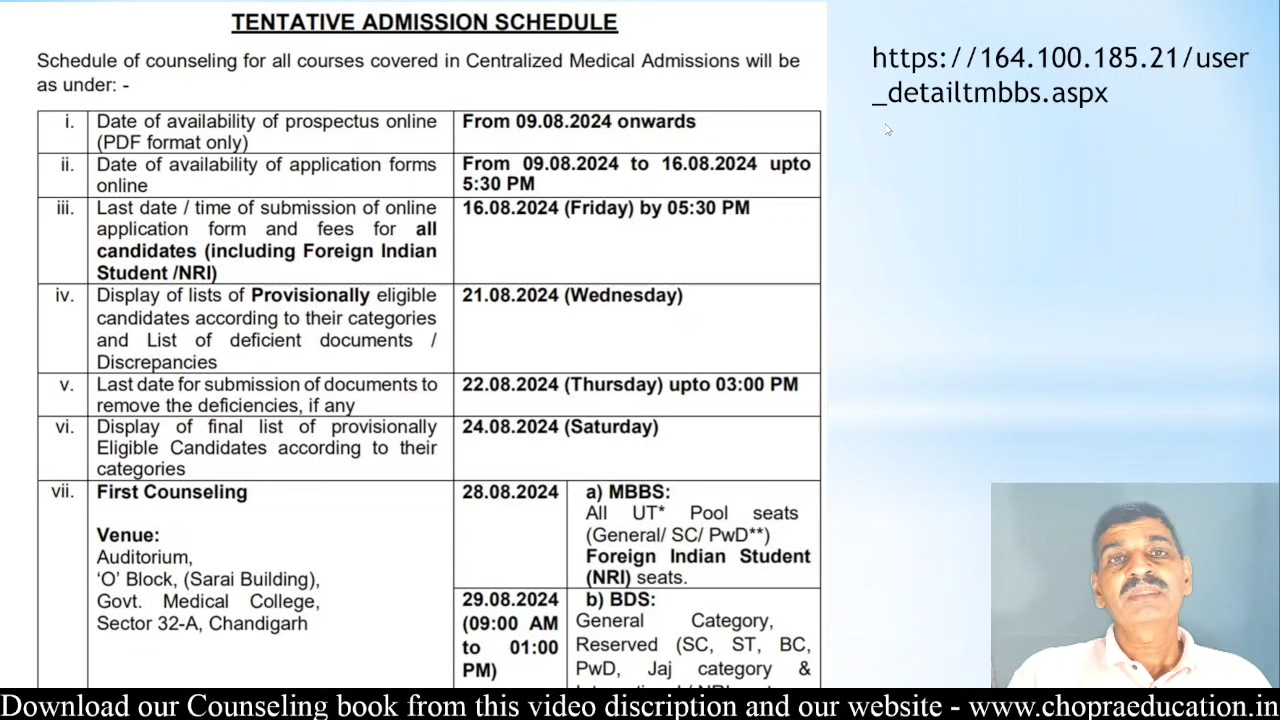 TENTATIVE ADMISSION SCHEDULE
Schedule of counseling for all courses covered in Centralized Medical Admissions will be
as under: -
i. Date of availability of prospectus online From 09.08.2024 onwards
(PDF format only)
ii. Date of availability of application forms From 09.08.2024 to 16.08.2024 upto
online 5:30 PM
iii. Last date / time of submission of online 16.08.2024 (Friday) by 05:30 PM
application form and fees for all
candidates (including Foreign Indian
Student /NRI)
iv. Display of lists of Provisionally eligible 21.08.2024 (Wednesday)
candidates according to their categories
and List of deficient documents /
Discrepancies
v. Last date for submission of documents to 22.08.2024 (Thursday) upto 03:00 PM
remove the deficiencies, if any
vi. Display of final list of provisionally 24.08.2024 (Saturday)
Eligible Candidates according to their
categories
vii. First Counseling 28.08.2024 a) MBBS:
All UT* Pool seats
Venue: (General/ SC/ PwD**)
Auditorium, Foreign Indian Student
'O' Block, (Sarai Building), (NRI) seats.
Govt. Medical College, 29.08.2024 b) BDS:
Sector 32-A, Chandigarh (09:00 AM General Category,
to 01:00 Reserved (SC, ST, BC,
PM) PwD, Jaj category &
https://164.100.185.21/user
_detailtmbbs.aspx
Download our Counseling book from this video discription and our website - www.chopraeducation.in